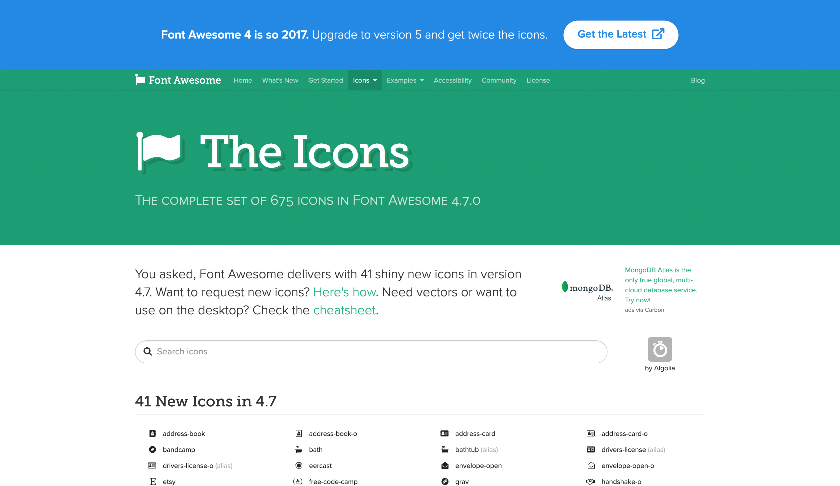 Font Awesome 4 is so 2017. Upgrade to version 5 and get twice the icons. Get the Latest
Font Awesome Home What's New Get Started Icons Examples Accessibility Community License Blog
The Icons
The complete set of 675 icons in Font Awesome 4.7.0
You asked, Font Awesome delivers with 41 shiny new icons in version
4.7. Want to request new icons? Here's how. Need vectors or want to
use on the desktop? Check the cheatsheet.
mongoDB.
Atlas
MongoDB Atlas is the
only true global, multi-
cloud database service.
Try now!
ads via Carbon
Search icons
by Algolia
41 New Icons in 4.7
address-book address-book-o address-card address-card-o
bandcamp bath bathtub (alias) drivers-license (alias)
drivers-license-o (alias) eercast envelope-open envelope-open-o
etsy free-code-camp grav handshake-o